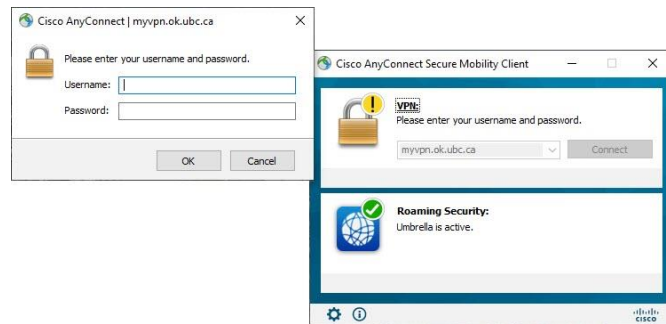 Cisco AnyConnect | myvpn.ok.ubc.ca
Please enter your username and password.
Username:
Password:
OK Cancel
Cisco AnyConnect Secure Mobility Client
VPN:
Please enter your username and password.
myvpn.ok.ubc.ca Connect
Roaming Security:
Umbrella is active.
CISCO